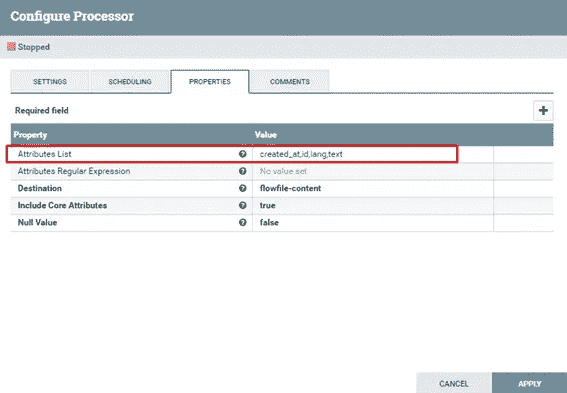 Configure Processor
Stopped
SETTINGS SCHEDULING PROPERTIES COMMENTS
Required field
Property Value
Attributes List created_at,id,lang,text
Attributes Regular Expression No value set
Destination flowfile-content
Include Core Attributes true
Null Value false
CANCEL APPLY